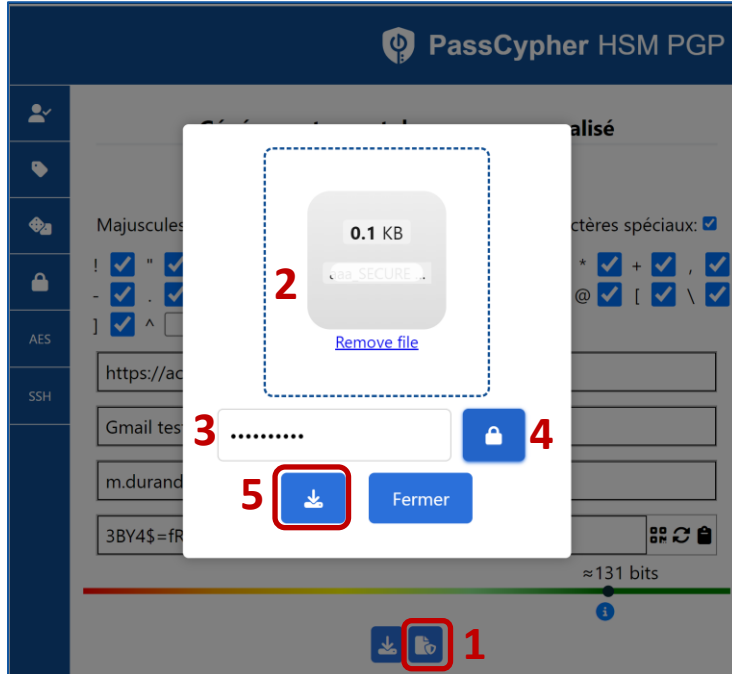 PassCypher HSM PGP
alisé
Majuscules
ctères spéciaux:
! "
* + ,
- .
@ [ \
] ^
AES
SSH
0.1 KB
aaa_SECURE ...
Remove file
2
https://ac
Gmail tes
3
••••••••••
4
m.durand
5
Fermer
3BY4$=fR
≈131 bits
1